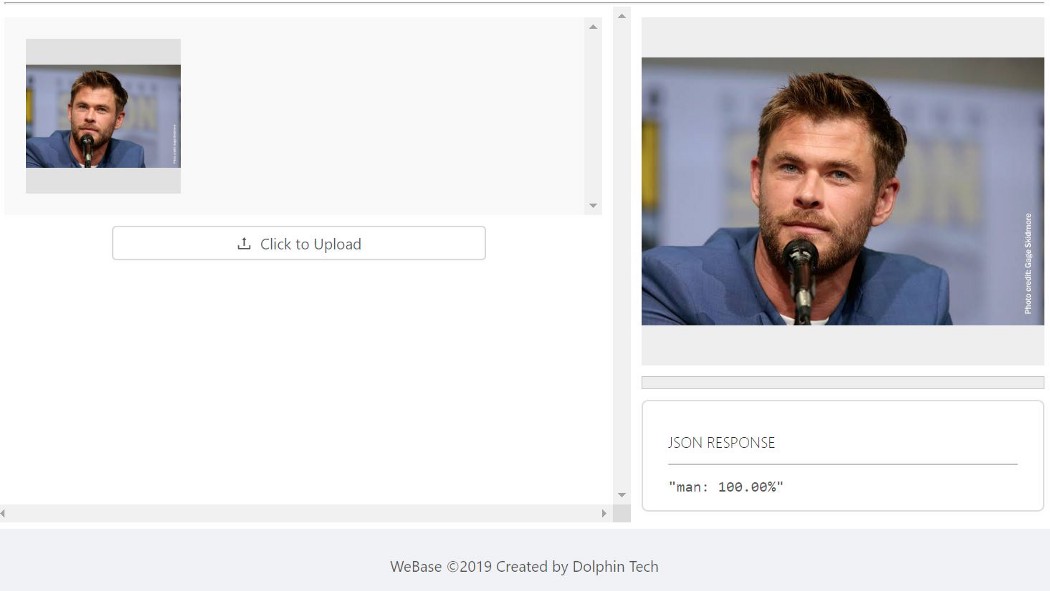 Click to Upload
Photo credit: Gage Skidmore
JSON RESPONSE
"man: 100.00%"
WeBase ©2019 Created by Dolphin Tech